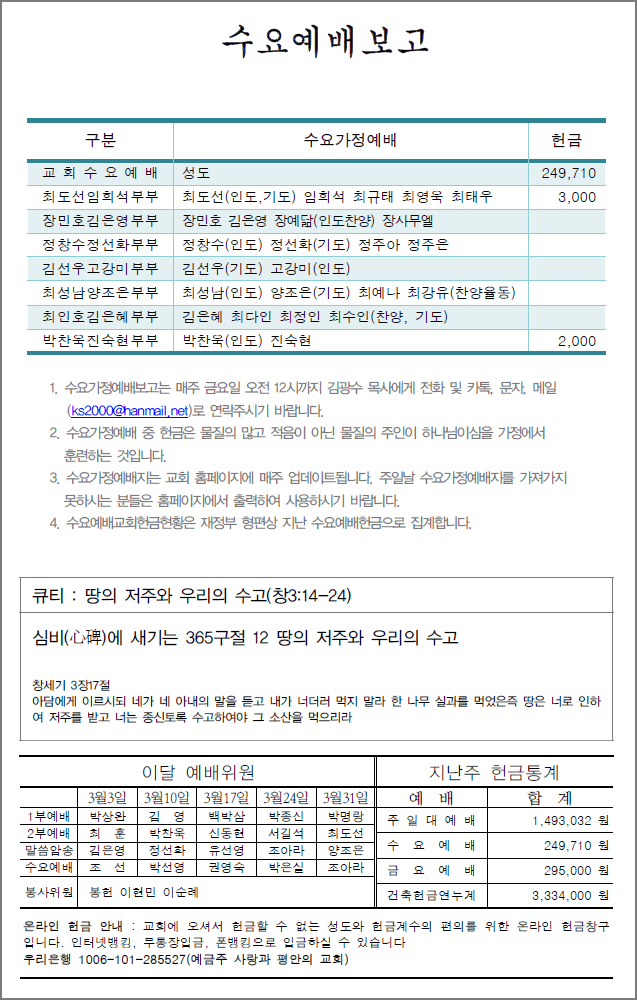 수요예배보고
구분 수요가정예배 헌금
교 회 수 요 예 배 성도 249,710
최도선임희석부부 최도선(인도,기도) 임희석 최규태 최영옥 최태우 3,000
장민호김은영부부 장민호 김은영 장예닮(인도찬양) 장사무엘
정창수정선화부부 정창수(인도) 정선화(기도) 정주아 정주은
김선우고강미부부 김선우(기도) 고강미(인도)
최성남양조은부부 최성남(인도) 양조은(기도) 최예나 최강유(찬양율동)
최인호김은혜부부 김은혜 최다인 최정인 최수인(찬양, 기도)
박찬욱진숙현부부 박찬욱(인도) 진숙현 2,000
1. 수요가정예배보고는 매주 금요일 오전 12시까지 김광수 목사에게 전화 및 카톡, 문자, 메일
(ks2000@hanmail.net)로 연락주시기 바랍니다.
2. 수요가정예배 중 헌금은 물질의 많고 적음이 아닌 물질의 주인이 하나님이심을 가정에서
훈련하는 것입니다.
3. 수요가정예배지는 교회 홈페이지에 매주 업데이트됩니다. 주일날 수요가정예배지를 가져가지
못하시는 분들은 홈페이지에서 출력하여 사용하시기 바랍니다.
4. 수요예배교회헌금현황은 재정부 형편상 지난 수요예배헌금으로 집계합니다.
큐티 : 땅의 저주와 우리의 수고(창3:14-24)
심비(心碑)에 새기는 365구절 12 땅의 저주와 우리의 수고
창세기 3장17절
아담에게 이르시되 네가 네 아내의 말을 듣고 내가 너더러 먹지 말라 한 나무 실과를 먹었은즉 땅은 너로 인하
여 저주를 받고 너는 종신토록 수고하여야 그 소산을 먹으리라
이달 예배위원
3월3일 3월10일 3월17일 3월24일 3월31일
1부예배 박상완 김 영 백박삼 박종신 박명랑
2부예배 최 훈 박찬욱 신동헌 서길석 최도선
말씀암송 김은영 정선화 유선영 조아라 양조은
수요예배 조 선 박선영 권영숙 박은실 조아라
봉사위원 봉헌 이현민 이순례
지난주 헌금통계
예 배 합 계
주 일 대 예 배 1,493,032 원
수 요 예 배 249,710 원
금 요 예 배 295,000 원
건축헌금연누계 3,334,000 원
온라인 헌금 안내 : 교회에 오셔서 헌금할 수 없는 성도와 헌금계수의 편의를 위한 온라인 헌금창구
입니다. 인터넷뱅킹, 무통장입금, 폰뱅킹으로 입금하실 수 있습니다
우리은행 1006-101-285527(예금주 사랑과 평안의 교회)